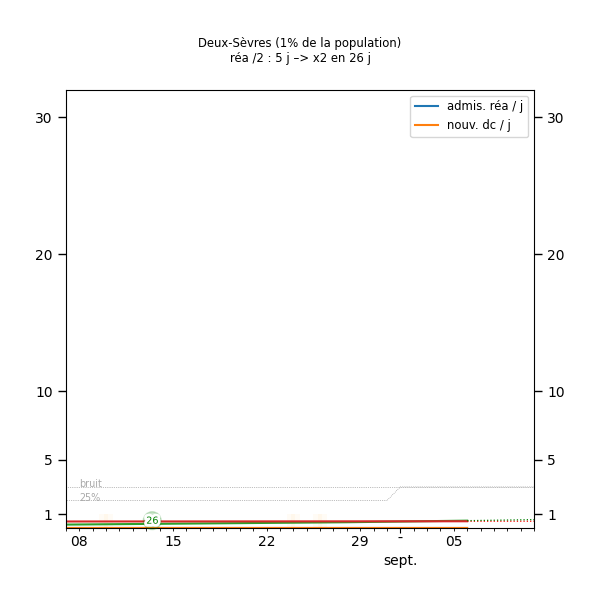 Deux-Sèvres (1% de la population)
réa /2 : 5 j –> x2 en 26 j
admis. réa / j
nouv. dc / j
30 30
20 20
10 10
5 5
bruit
25%
1 26 1
08 15 22 29 - 05
sept.